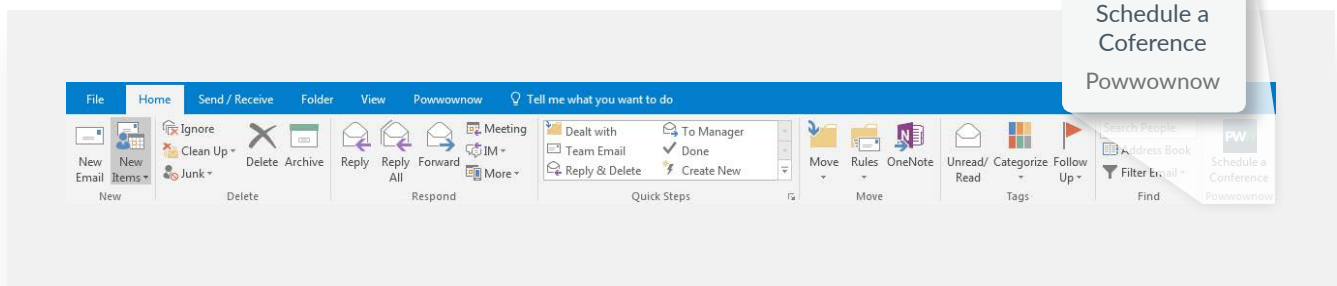 Schedule a
Coference
Powwownow
File Home Send / Receive Folder View Powwownow Tell me what you want to do
New
Email
New
Items
New
Ignore
Clean Up
Junk
Delete
Archive
Delete
Reply
Reply
All
Forward
Meeting
IM
More
Respond
Dealt with
Team Email
Reply & Delete
To Manager
Done
Create New
Quick Steps
Move
Rules
OneNote
Move
Unread/
Read
Categorize
Follow
Up
Tags
Search People
Address Book
Filter Email
Find
PW
Schedule a
Conference
Powwownow